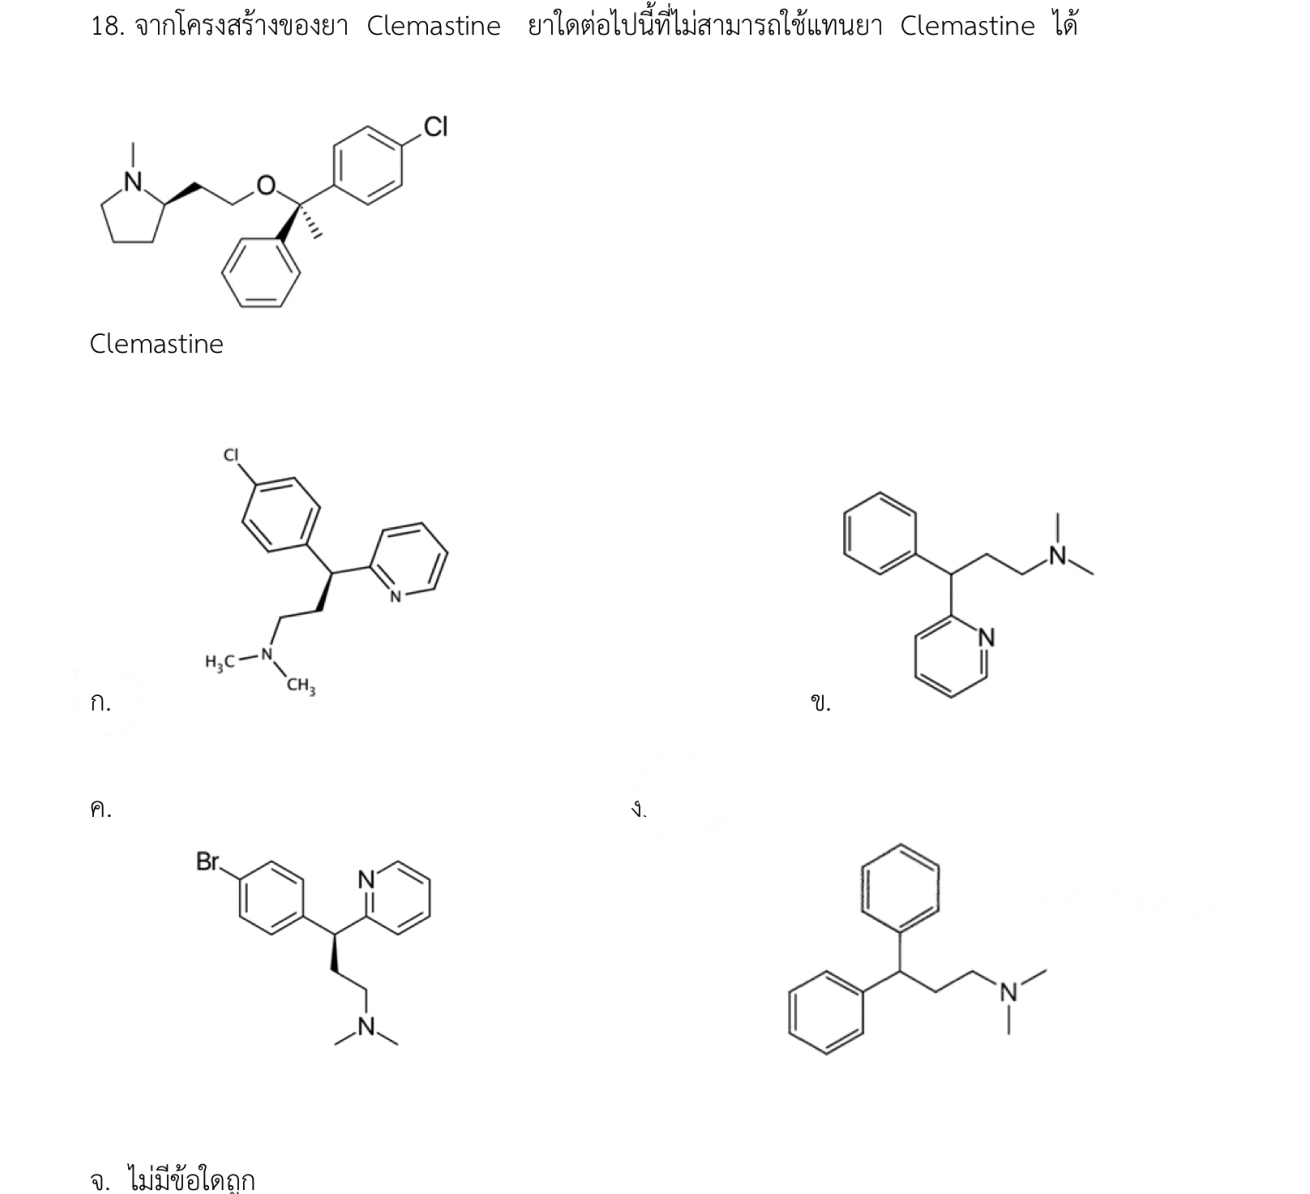 18. จากโครงสร้างของยา Clemastine ยาใดต่อไปนี้ที่ไม่สามารถใช้แทนยา Clemastine ได้
Cl
N
O
Clemastine
Cl
N
N
H₃C
CH₃
ก.
N
N
ข.
ค.
ง.
Br
N
N
N
จ. ไม่มีข้อใดถูก